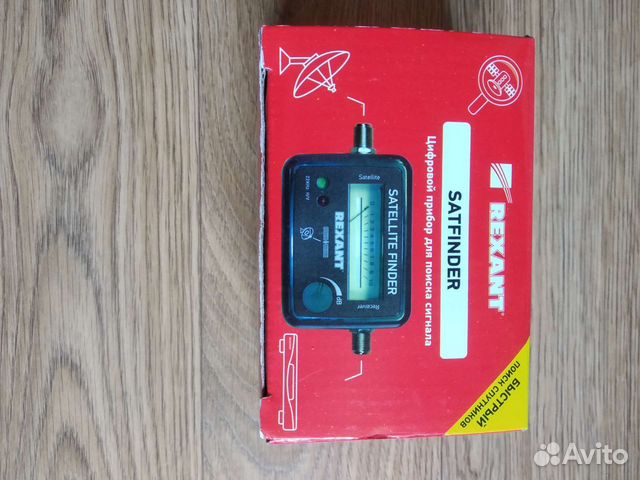 REXANT®
SATFINDER
Цифровой прибор для поиска сигнала
БЫСТРЫЙ
ПОИСК СПУТНИКОВ
SATELLITE FINDER
REXANT
Satellite
Receiver
dB
Avito